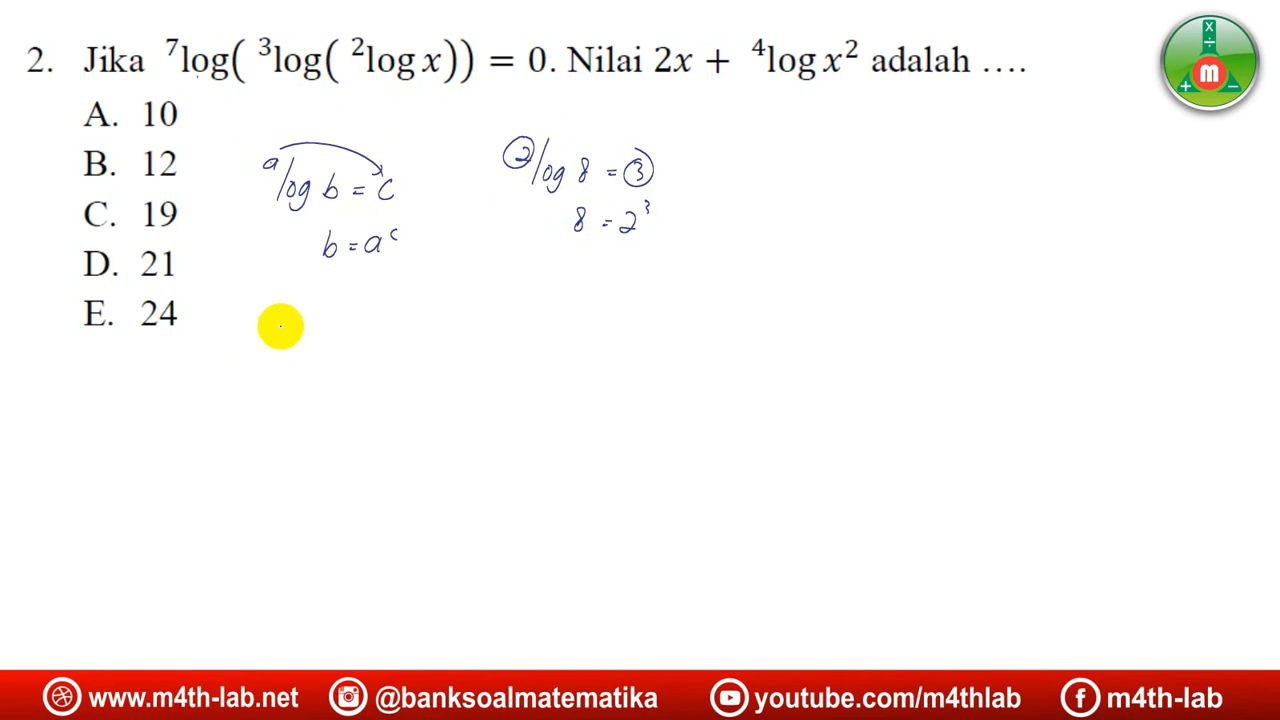 2. Jika ⁷log( ³log( ²log x)) = 0. Nilai 2x + ⁴log x² adalah ….
A. 10
B. 12
C. 19
D. 21
E. 24
ᵃlog b = c
b = aᶜ
²log 8 = 3
8 = 2³
m
www.m4th-lab.net @banksoalmatematika youtube.com/m4thlab m4th-lab